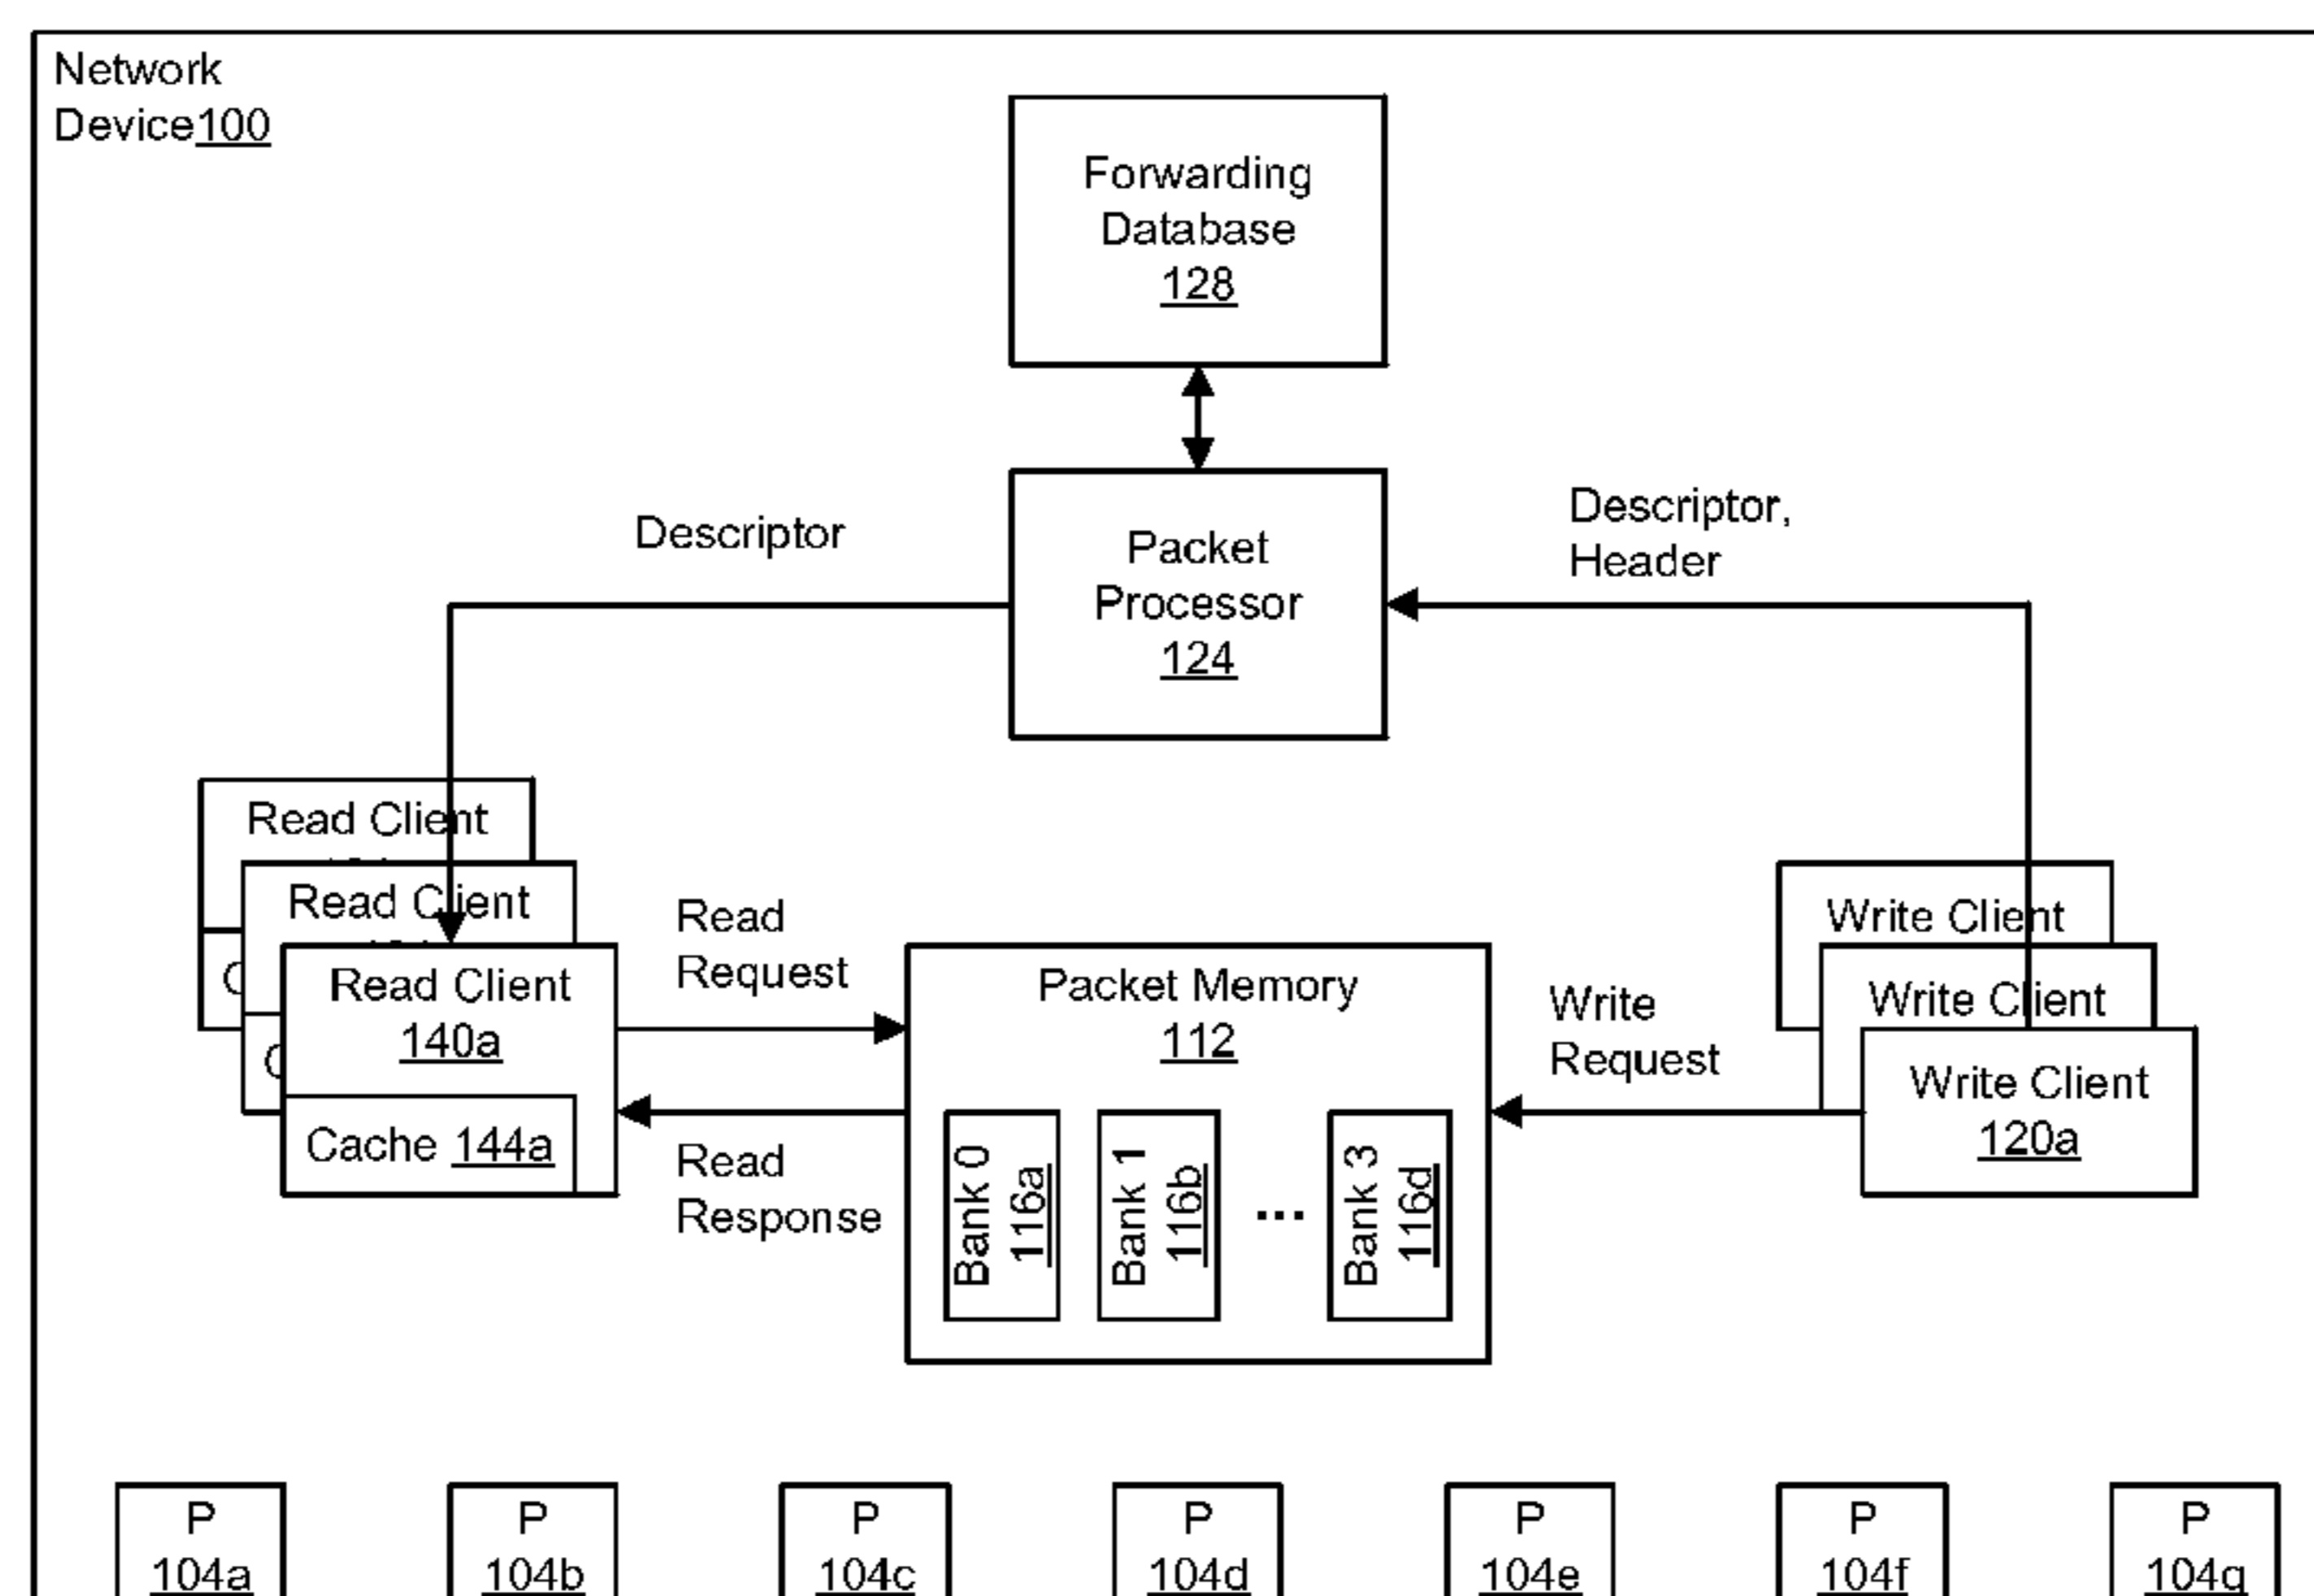 Network
Device100
Forwarding
Database
128
Descriptor
Packet
Processor
124
Descriptor,
Header
Read Client
Read Client
Read Client
140a
Cache 144a
Read
Request
Read
Response
Packet Memory
112
Bank 0
116a
Bank 1
116b
...
Bank 3
116d
Write
Request
Write Client
Write Client
Write Client
120a
P
104a
P
104b
P
104c
P
104d
P
104e
P
104f
P
104g